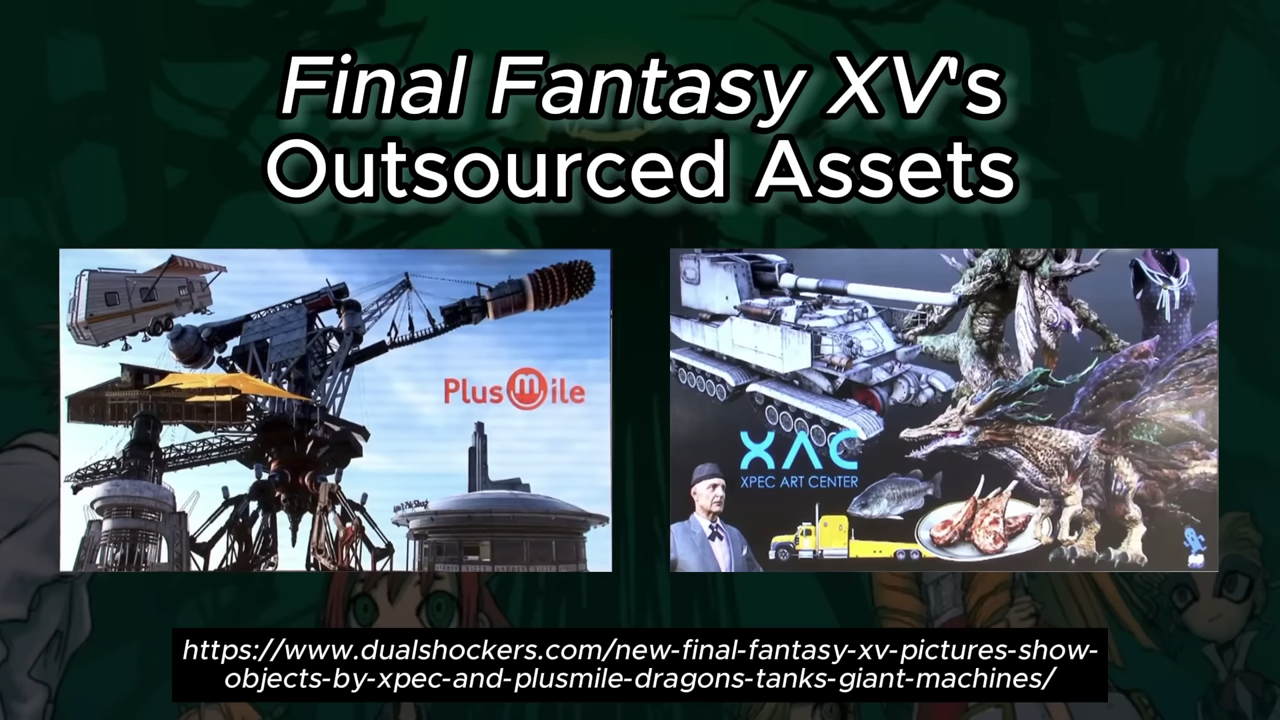 Final Fantasy XV's
Outsourced Assets
PlusMile
XAC
XPEC ART CENTER
https://www.dualshockers.com/new-final-fantasy-xv-pictures-show-
objects-by-xpec-and-plusmile-dragons-tanks-giant-machines/